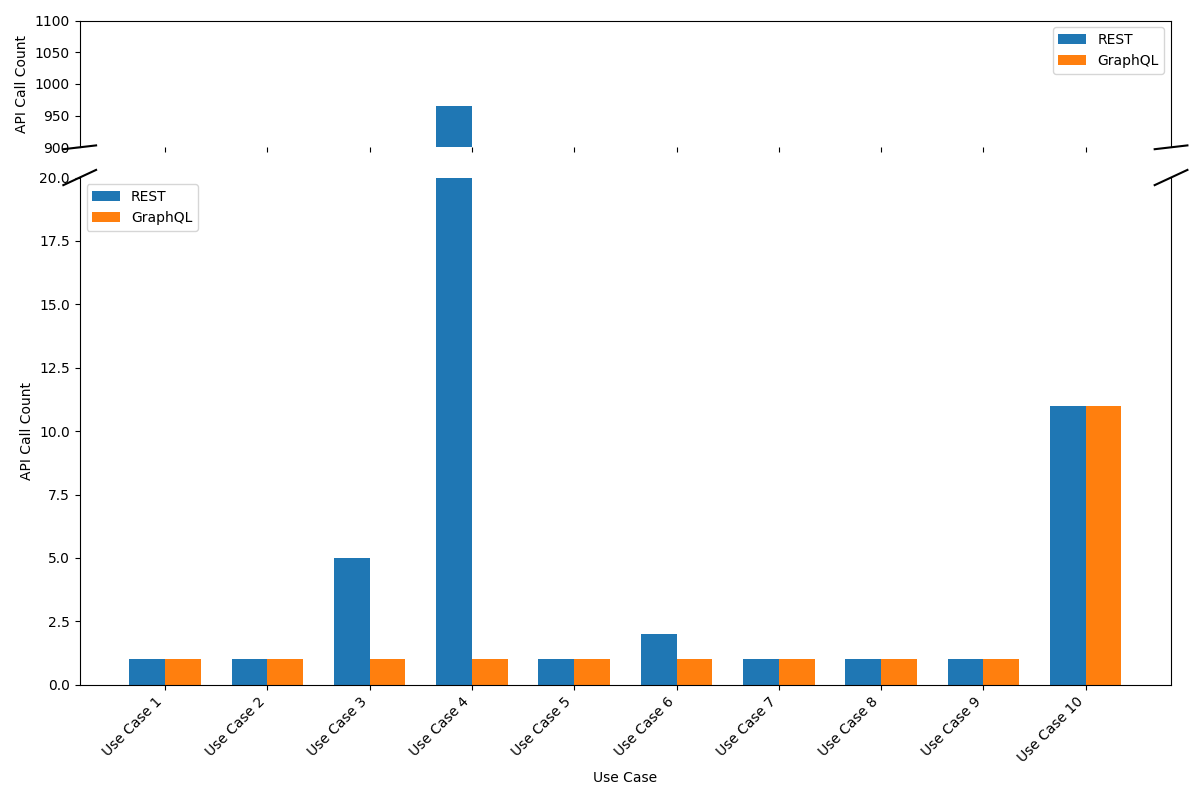 API Call Count
1100
1050
1000
950
900
REST
GraphQL
API Call Count
20.0
17.5
15.0
12.5
10.0
7.5
5.0
2.5
0.0
REST
GraphQL
Use Case 1
Use Case 2
Use Case 3
Use Case 4
Use Case 5
Use Case 6
Use Case 7
Use Case 8
Use Case 9
Use Case 10
Use Case